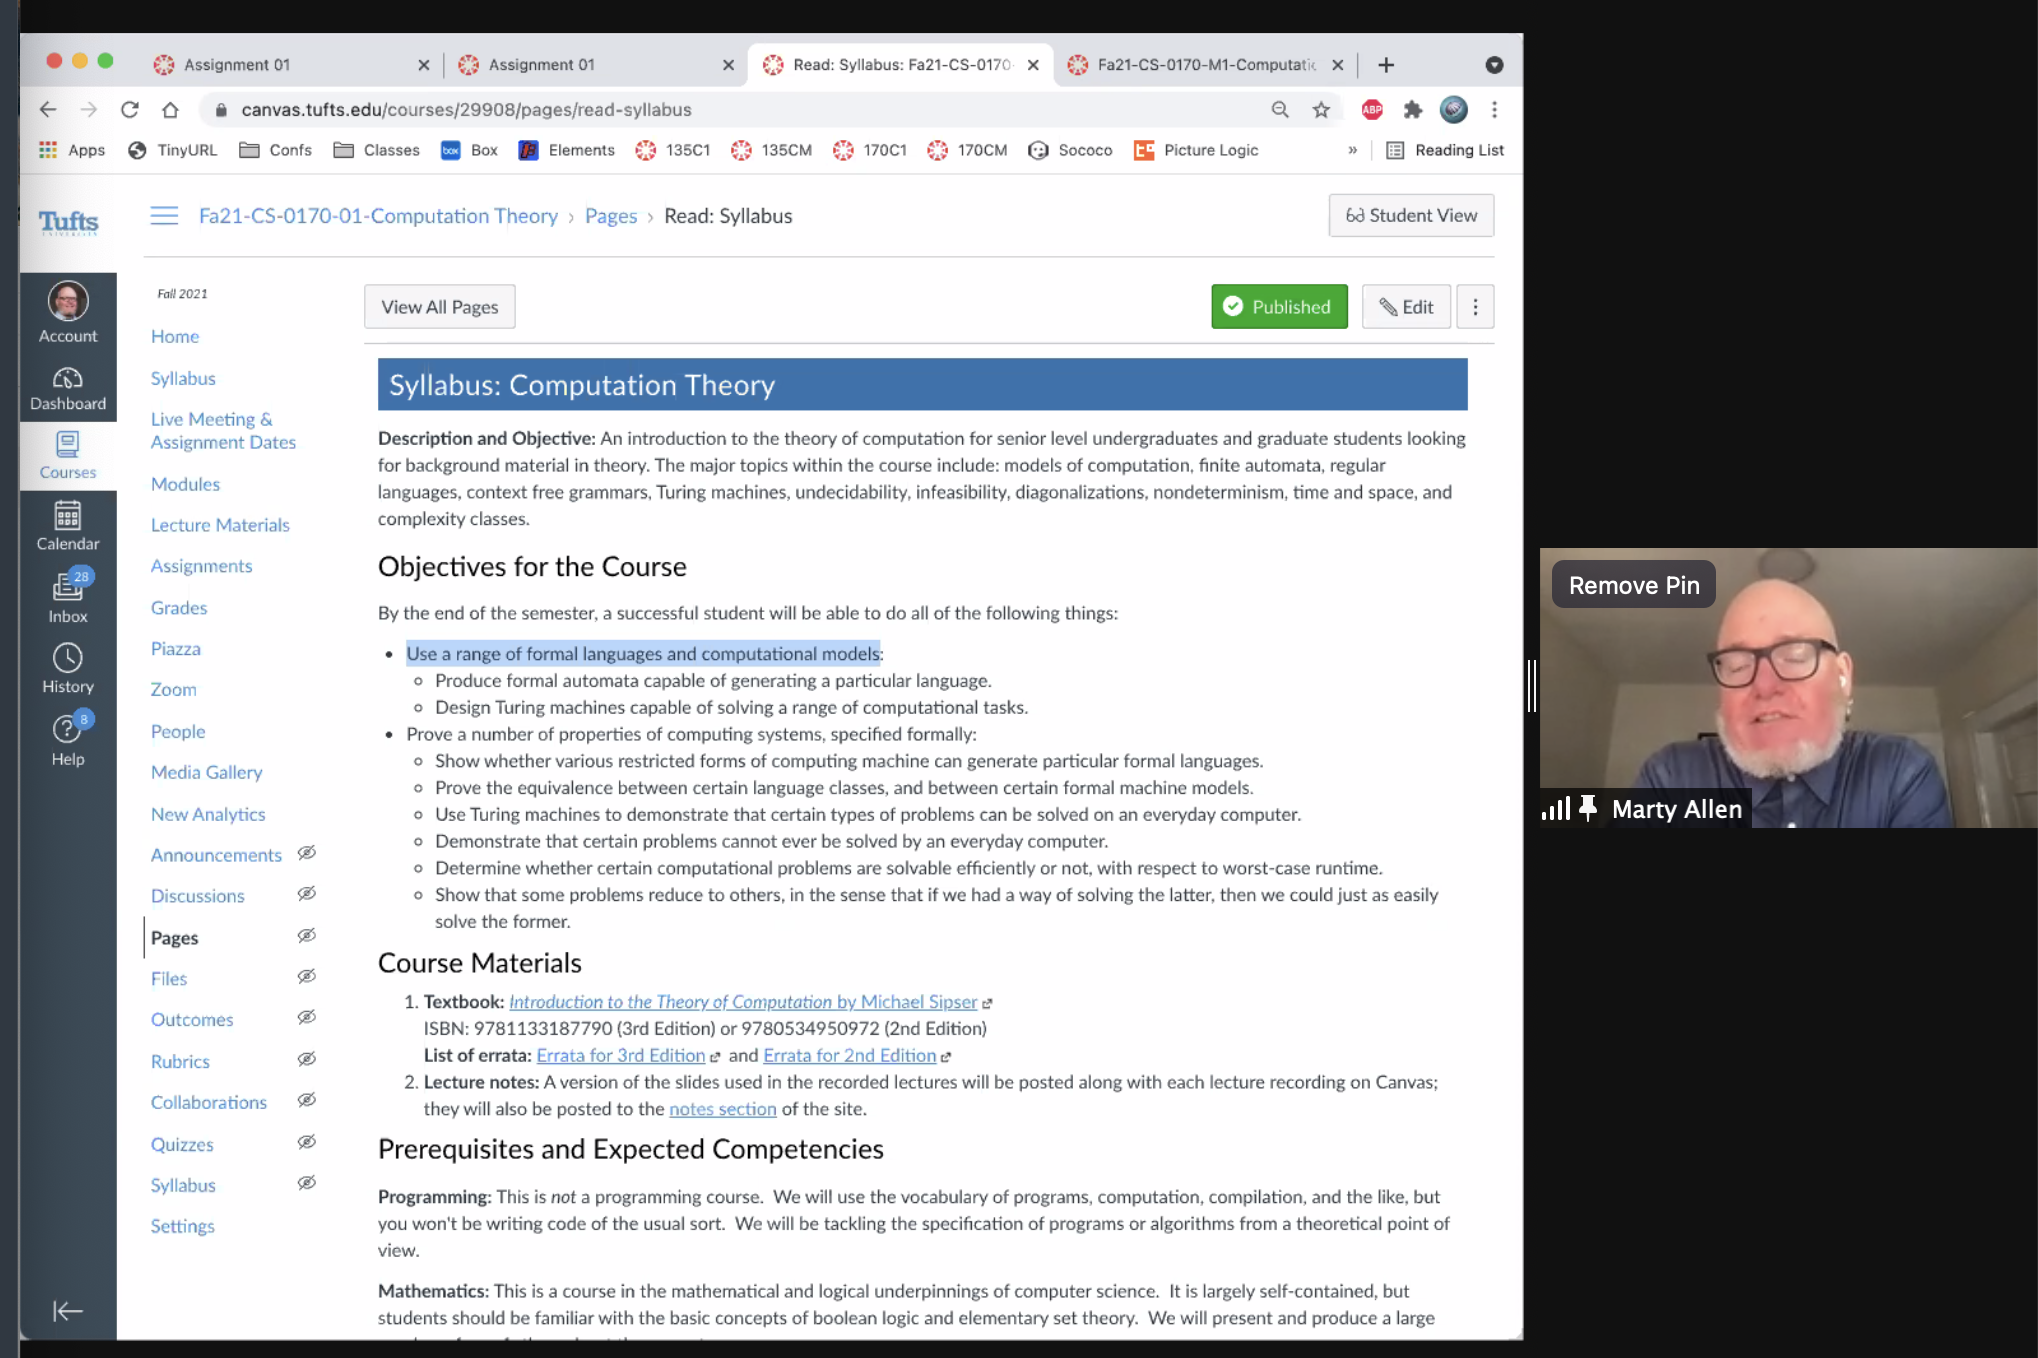 Assignment 01
Assignment 01
Read: Syllabus: Fa21-CS-0170-
Fa21-CS-0170-M1-Computatic
canvas.tufts.edu/courses/29908/pages/read-syllabus
ABP
Apps
TinyURL
Confs
Classes
box
Box
Elements
135C1
135CM
170C1
170CM
Sococo
Picture Logic
»
Reading List
Tufts
UNIVERSITY
Fa21-CS-0170-01-Computation Theory › Pages › Read: Syllabus
Student View
Account
Dashboard
Courses
Calendar
28
Inbox
History
8
Help
Fall 2021
Home
Syllabus
Live Meeting &
Assignment Dates
Modules
Lecture Materials
Assignments
Grades
Piazza
Zoom
People
Media Gallery
New Analytics
Announcements
Discussions
Pages
Files
Outcomes
Rubrics
Collaborations
Quizzes
Syllabus
Settings
View All Pages
Published
Edit
Syllabus: Computation Theory
Description and Objective: An introduction to the theory of computation for senior level undergraduates and graduate students looking
for background material in theory. The major topics within the course include: models of computation, finite automata, regular
languages, context free grammars, Turing machines, undecidability, infeasibility, diagonalizations, nondeterminism, time and space, and
complexity classes.
Objectives for the Course
By the end of the semester, a successful student will be able to do all of the following things:
• Use a range of formal languages and computational models:
◦ Produce formal automata capable of generating a particular language.
◦ Design Turing machines capable of solving a range of computational tasks.
• Prove a number of properties of computing systems, specified formally:
◦ Show whether various restricted forms of computing machine can generate particular formal languages.
◦ Prove the equivalence between certain language classes, and between certain formal machine models.
◦ Use Turing machines to demonstrate that certain types of problems can be solved on an everyday computer.
◦ Demonstrate that certain problems cannot ever be solved by an everyday computer.
◦ Determine whether certain computational problems are solvable efficiently or not, with respect to worst-case runtime.
◦ Show that some problems reduce to others, in the sense that if we had a way of solving the latter, then we could just as easily
solve the former.
Course Materials
1. Textbook: Introduction to the Theory of Computation by Michael Sipser
ISBN: 9781133187790 (3rd Edition) or 9780534950972 (2nd Edition)
List of errata: Errata for 3rd Edition and Errata for 2nd Edition
2. Lecture notes: A version of the slides used in the recorded lectures will be posted along with each lecture recording on Canvas;
they will also be posted to the notes section of the site.
Prerequisites and Expected Competencies
Programming: This is not a programming course. We will use the vocabulary of programs, computation, compilation, and the like, but
you won't be writing code of the usual sort. We will be tackling the specification of programs or algorithms from a theoretical point of
view.
Mathematics: This is a course in the mathematical and logical underpinnings of computer science. It is largely self-contained, but
students should be familiar with the basic concepts of boolean logic and elementary set theory. We will present and produce a large
Remove Pin
Marty Allen